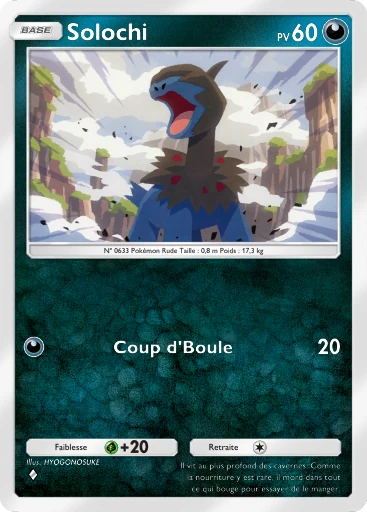 BASE Solochi PV 60
N° 0633 Pokémon Rude Taille : 0,8 m Poids : 17,3 kg
Coup d'Boule 20
Faiblesse +20 Retraite
Illus. HYOGONOSUKE
Il vit au plus profond des cavernes. Comme
la nourriture y est rare, il mord dans tout
ce qui bouge pour essayer de le manger.